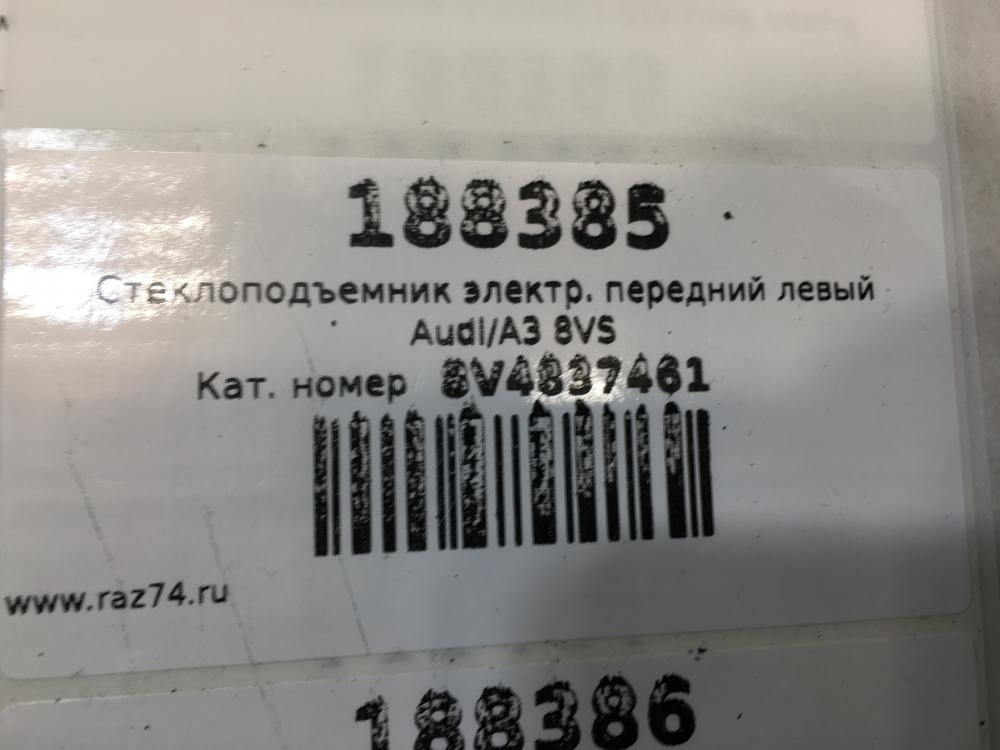 188385
Стеклоподъемник электр. передний левый
Audi/A3 8VS
Кат. номер 8V4837461
www.raz74.ru
188386